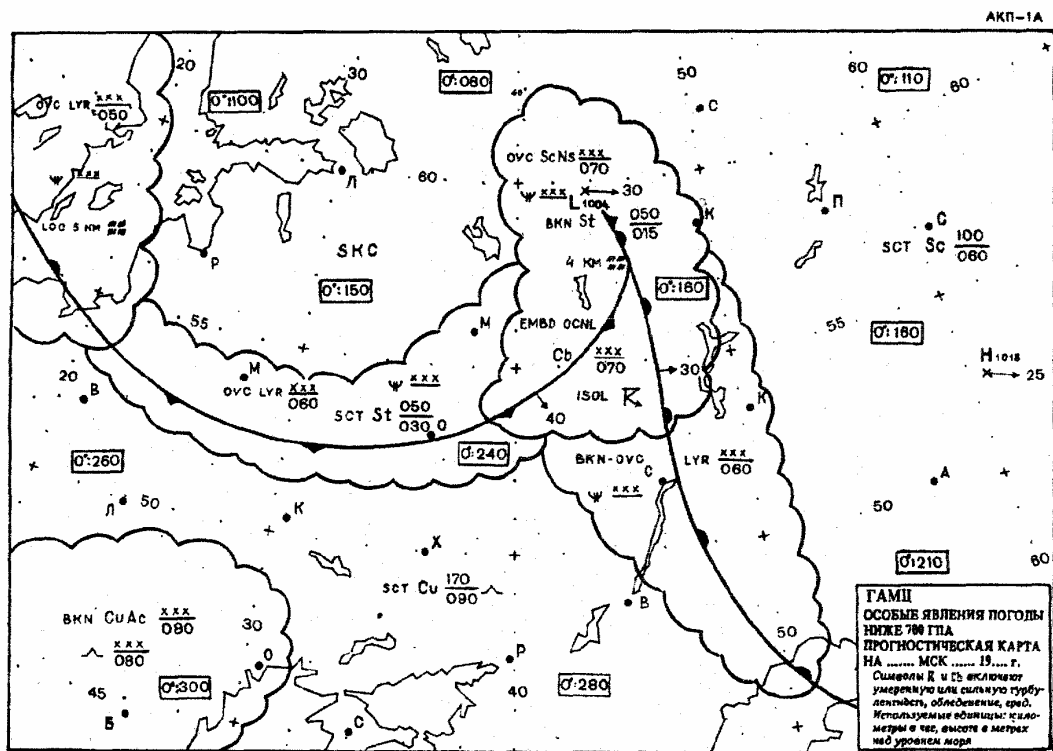 АКП-1А
20
30
0°:080
50
60
0°:110
60
OVC LYR XXX
050
0°:100
40°
С
OVC ScNs XXX
070
Л
60
Ψ XXX
Ψ XXX
30
L 1004
П
К
С
LOC 5 KM
BKN St 050
015
SCT Sc 100
060
Р
SKC
4 KM
0°:150
0°:160
55
EMBD OCNL
М
55
0°:160
Cb XXX
070
H 1018
20
М
30
25
В
OVC LYR XXX
060
Ψ XXX
ISOL
К
SCT St 050
030
О
40
0°:260
0°:240
BKN-OVC
LYR XXX
060
С
А
Ψ XXX
Л
50
К
50
Х
0°:210
60
SCT Cu 170
090
В
BKN CuAc XXX
080
30
50
XXX
080
О
Р
45
0°:300
40
0°:280
Б
С
ГАМЦ
ОСОБЫЕ ЯВЛЕНИЯ ПОГОДЫ
НИЖЕ 700 ГПА
ПРОГНОСТИЧЕСКАЯ КАРТА
НА ....... МСК ...... 19.... г.
Символы R и Cb включают
умеренную или сильную турбу-
лентность, обледенение, град.
Используемые единицы: кило-
метры в час, высота в метрах
над уровнем моря